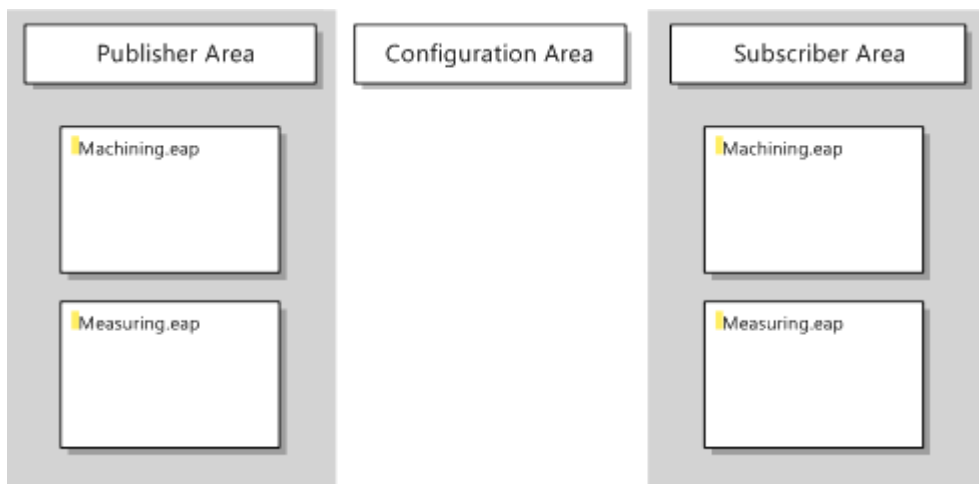 Publisher Area
Configuration Area
Subscriber Area
Machining.eap
Machining.eap
Measuring.eap
Measuring.eap